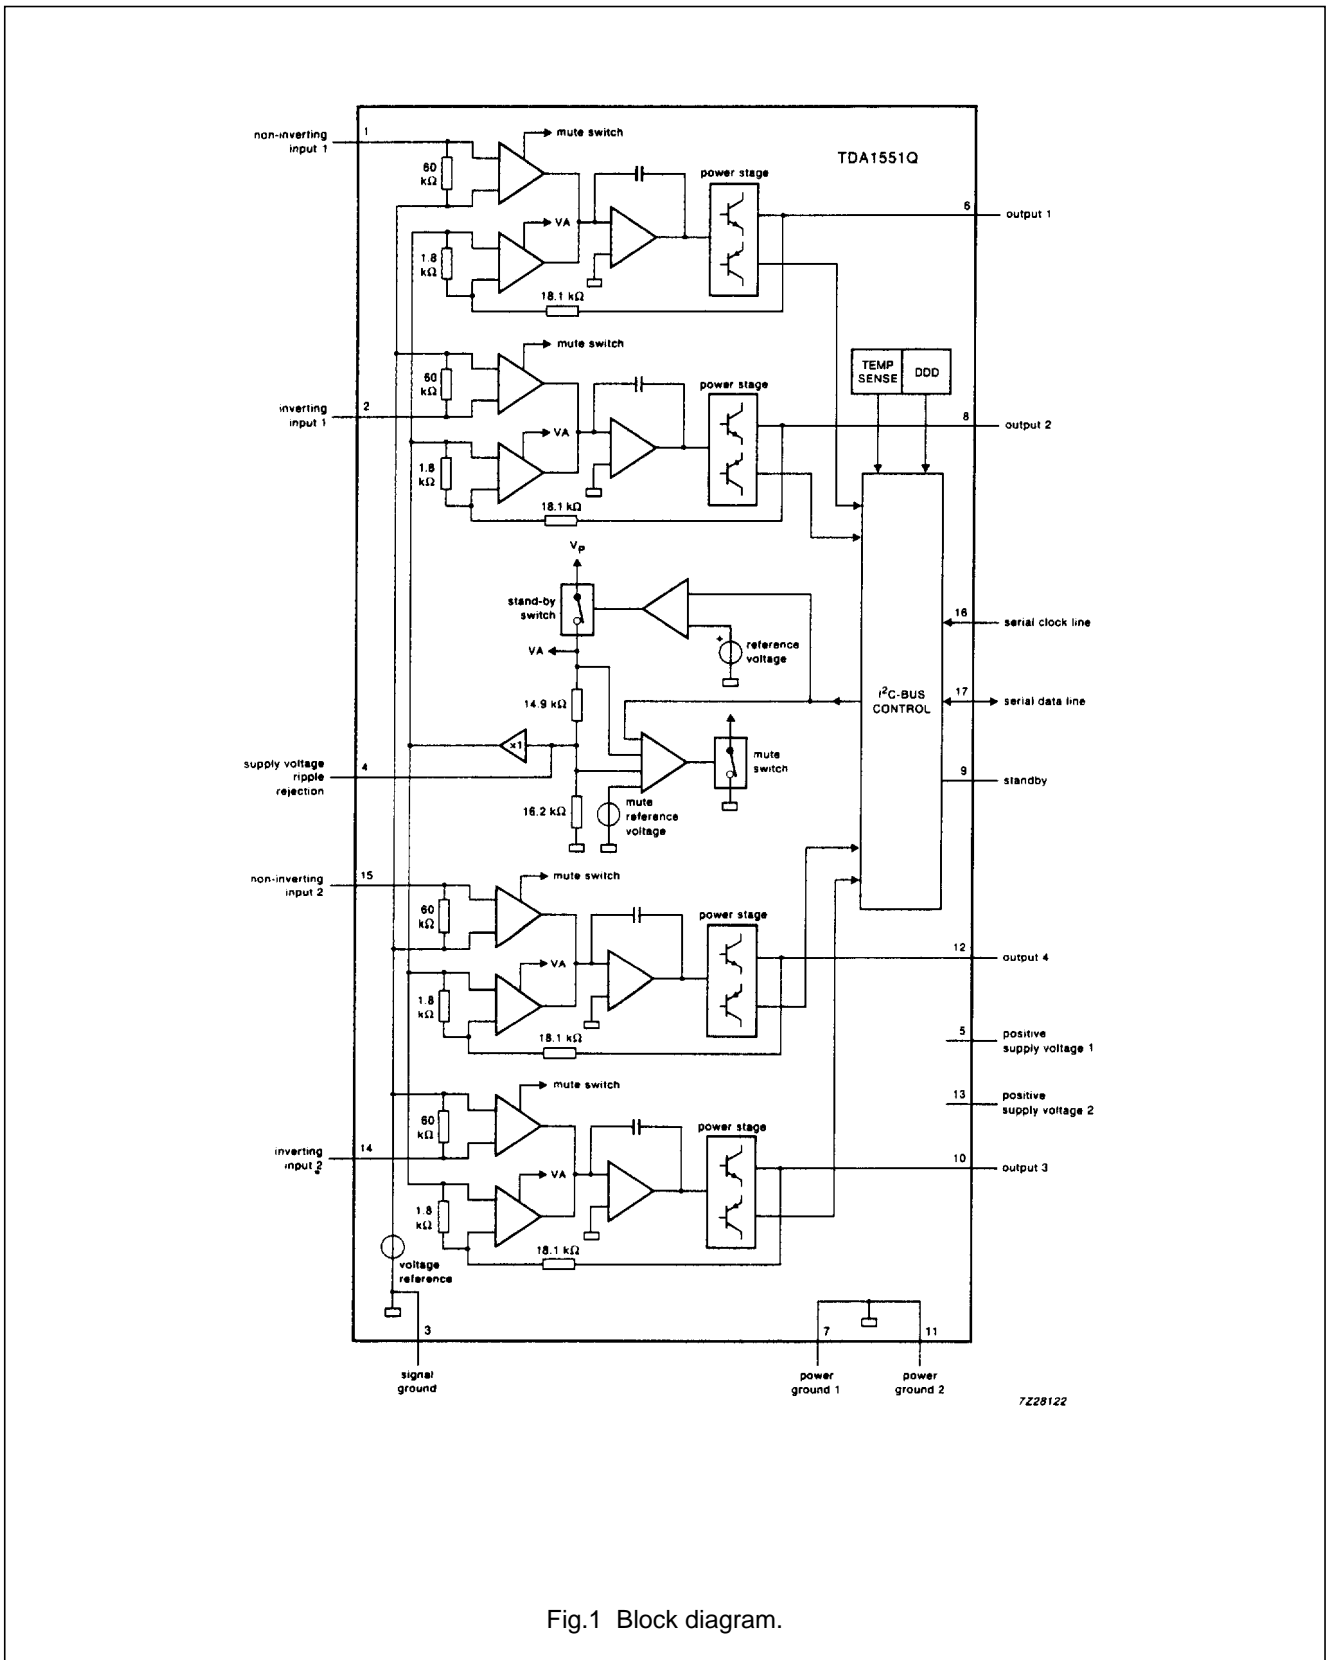 TDA1551Q
non-inverting
input 1
1
60
kΩ
mute switch
VA
1.8
kΩ
18.1 kΩ
power stage
6
output 1
inverting
input 1
2
60
kΩ
mute switch
VA
1.8
kΩ
18.1 kΩ
power stage
8
output 2
TEMP
SENSE
DDD
Vp
stand-by
switch
VA
+
reference
voltage
14.9 kΩ
×1
supply voltage
ripple
rejection
4
16.2 kΩ
mute
reference
voltage
mute
switch
I²C-BUS
CONTROL
16
serial clock line
17
serial data line
9
standby
non-inverting
input 2
15
60
kΩ
mute switch
VA
1.8
kΩ
18.1 kΩ
power stage
12
output 4
5
positive
supply voltage 1
13
positive
supply voltage 2
inverting
input 2
14
60
kΩ
mute switch
VA
1.8
kΩ
18.1 kΩ
power stage
10
output 3
voltage
reference
3
signal
ground
7
power
ground 1
11
power
ground 2
7Z28122
Fig.1 Block diagram.